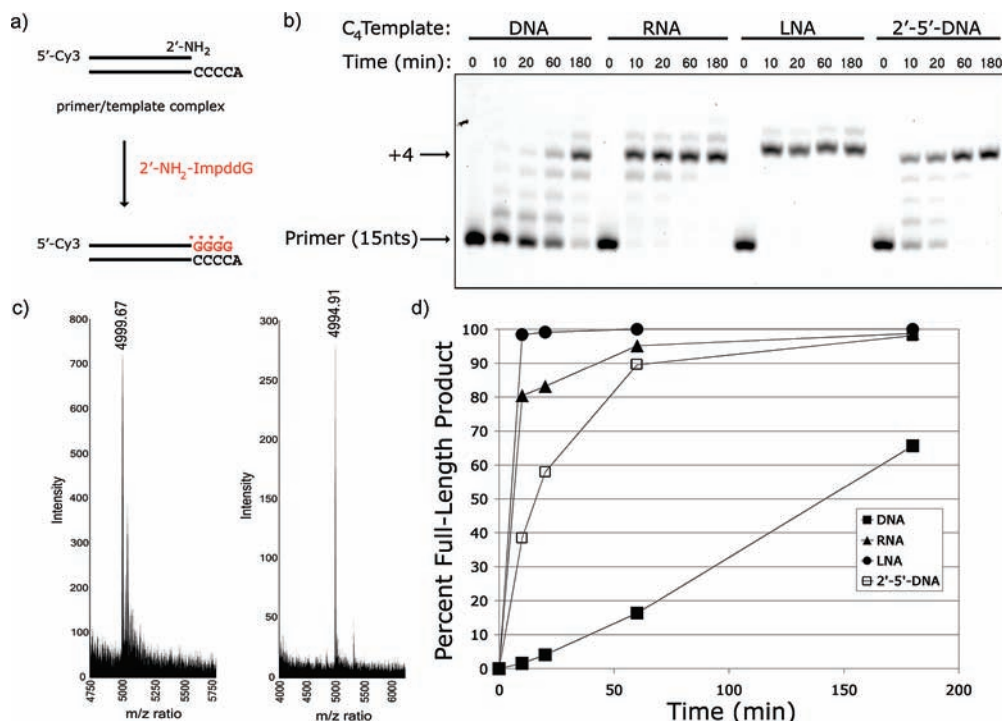 a)
5′-Cy3
2′-NH₂
CCCCA
primer/template complex
2′-NH₂-ImpddG
5′-Cy3
* * * *
GGGG
CCCCA
b)
C₄Template: DNA RNA LNA 2′-5′-DNA
Time (min): 0 10 20 60 180 0 10 20 60 180 0 10 20 60 180 0 10 20 60 180
+4
Primer (15nts)
c)
4999.67
Intensity
800
700
600
500
400
300
200
100
0
4750 5000 5250 5500 5750
m/z ratio
4994.91
Intensity
300
250
200
150
100
50
0
4000 4500 5000 5500 6000
m/z ratio
d)
Percent Full-Length Product
100
90
80
70
60
50
40
30
20
10
0
0 50 100 150 200
Time (min)
DNA
RNA
LNA
2'-5'-DNA